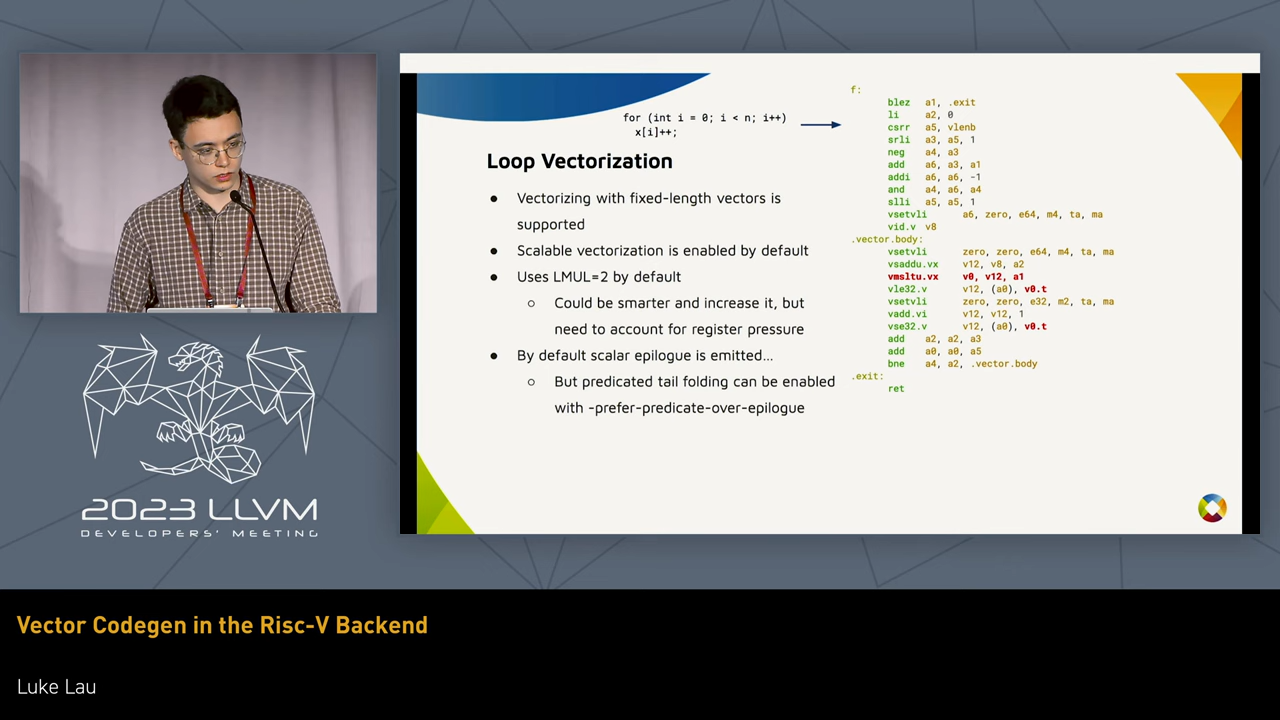 for (int i = 0; i < n; i++)
x[i]++;
Loop Vectorization
● Vectorizing with fixed-length vectors is
supported
● Scalable vectorization is enabled by default
● Uses LMUL=2 by default
○ Could be smarter and increase it, but
need to account for register pressure
● By default scalar epilogue is emitted...
○ But predicated tail folding can be enabled
with -prefer-predicate-over-epilogue
f:
blez a1, .exit
li a2, 0
csrr a5, vlenb
srli a3, a5, 1
neg a4, a3
add a6, a3, a1
addi a6, a6, -1
and a4, a6, a4
slli a5, a5, 1
vsetvli a6, zero, e64, m4, ta, ma
vid.v v8
.vector.body:
vsetvli zero, zero, e64, m4, ta, ma
vsaddu.vx v12, v8, a2
vmsltu.vx v0, v12, a1
vle32.v v12, (a0), v0.t
vsetvli zero, zero, e32, m2, ta, ma
vadd.vi v12, v12, 1
vse32.v v12, (a0), v0.t
add a2, a2, a3
add a0, a0, a5
bne a4, a2, .vector.body
.exit:
ret
2023 LLVM
DEVELOPERS' MEETING
Vector Codegen in the Risc-V Backend
Luke Lau